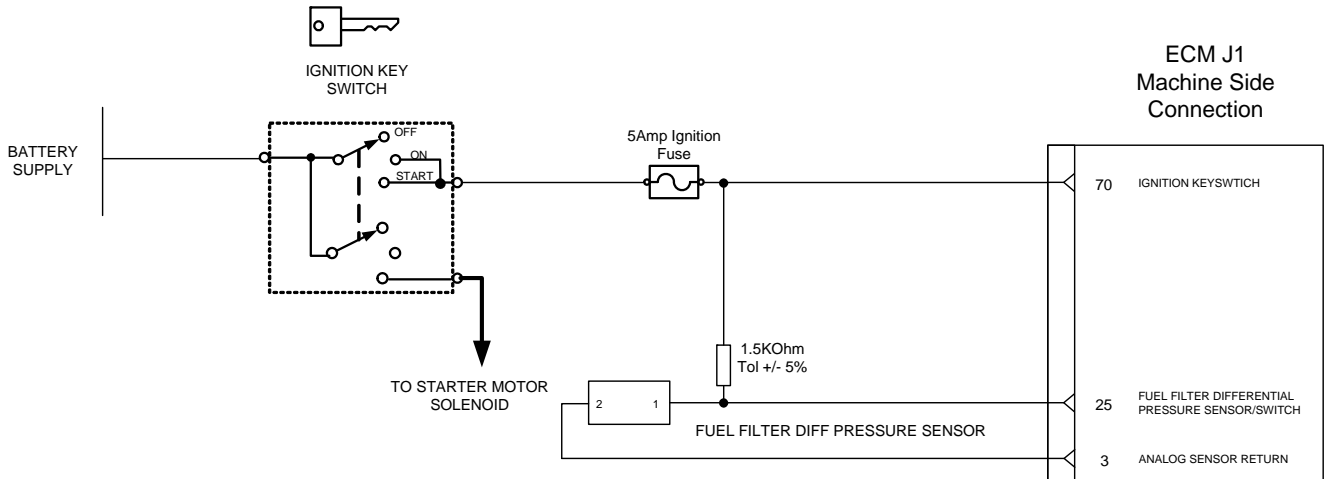 IGNITION KEY
SWITCH
BATTERY
SUPPLY
OFF
ON
START
TO STARTER MOTOR
SOLENOID
5Amp Ignition
Fuse
1.5KOhm
Tol +/- 5%
2 1
FUEL FILTER DIFF PRESSURE SENSOR
ECM J1
Machine Side
Connection
70 IGNITION KEYSWTICH
25 FUEL FILTER DIFFERENTIAL
PRESSURE SENSOR/SWITCH
3 ANALOG SENSOR RETURN